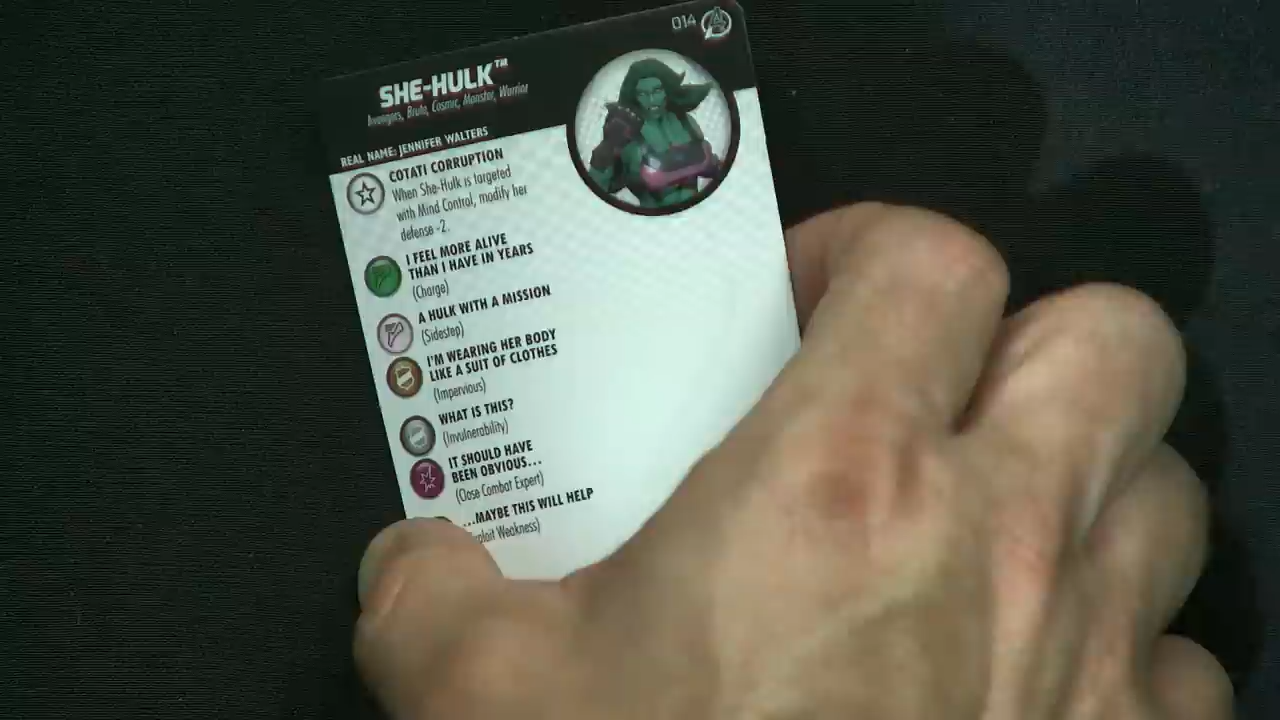 014
SHE-HULK™
Avengers, Brute, Cosmic, Monster, Warrior
REAL NAME: JENNIFER WALTERS
COTATI CORRUPTION
When She-Hulk is targeted
with Mind Control, modify her
defense -2.
I FEEL MORE ALIVE
THAN I HAVE IN YEARS
(Charge)
A HULK WITH A MISSION
(Sidestep)
I'M WEARING HER BODY
LIKE A SUIT OF CLOTHES
(Impervious)
WHAT IS THIS?
(Invulnerability)
IT SHOULD HAVE
BEEN OBVIOUS...
(Close Combat Expert)
...MAYBE THIS WILL HELP
Weakness)